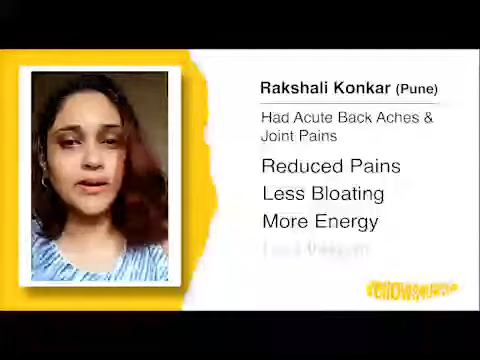 Rakshali Konkar (Pune)
Had Acute Back Aches &
Joint Pains
Reduced Pains
Less Bloating
More Energy